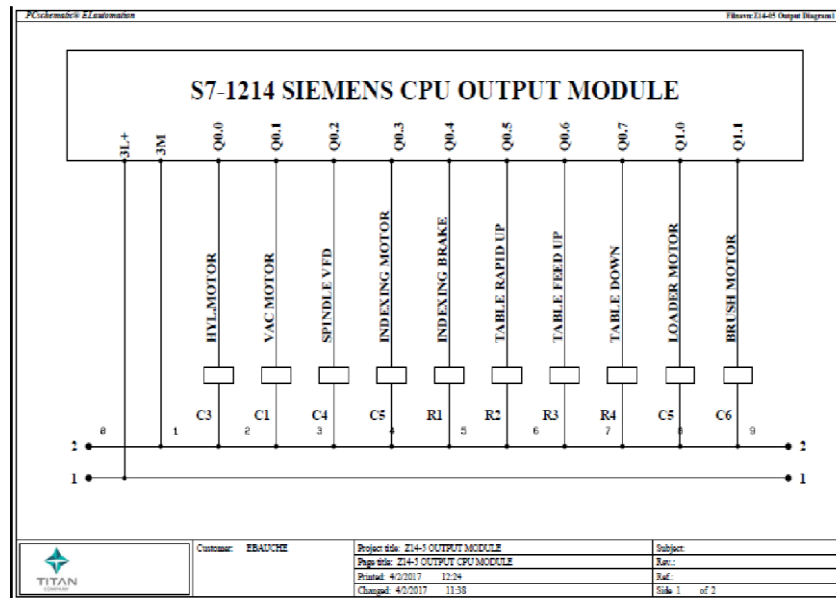 PCschematic® ELautomation
Filnavn:Z14-05 Output Diagram1
S7-1214 SIEMENS CPU OUTPUT MODULE
3L+ 3M Q0.0 Q0.1 Q0.2 Q0.3 Q0.4 Q0.5 Q0.6 Q0.7 Q1.0 Q1.1
HYL.MOTOR
VAC MOTOR
SPINDLE VFD
INDEXING MOTOR
INDEXING BRAKE
TABLE RAPID UP
TABLE FEED UP
TABLE DOWN
LOADER MOTOR
BRUSH MOTOR
C3 C1 C4 C5 R1 R2 R3 R4 C5 C6
0 1 2 3 4 5 6 7 8 9
2 2
1 1
TITAN
COMPANY
Customer: EBAUCHE
Project title: Z14-5 OUTPUT MODULE
Page title: Z14-5 OUTPUT CPU MODULE
Printed: 4/2/2017 12:24
Changed: 4/2/2017 11:38
Subject:
Rev.:
Ref.:
Side 1 of 2